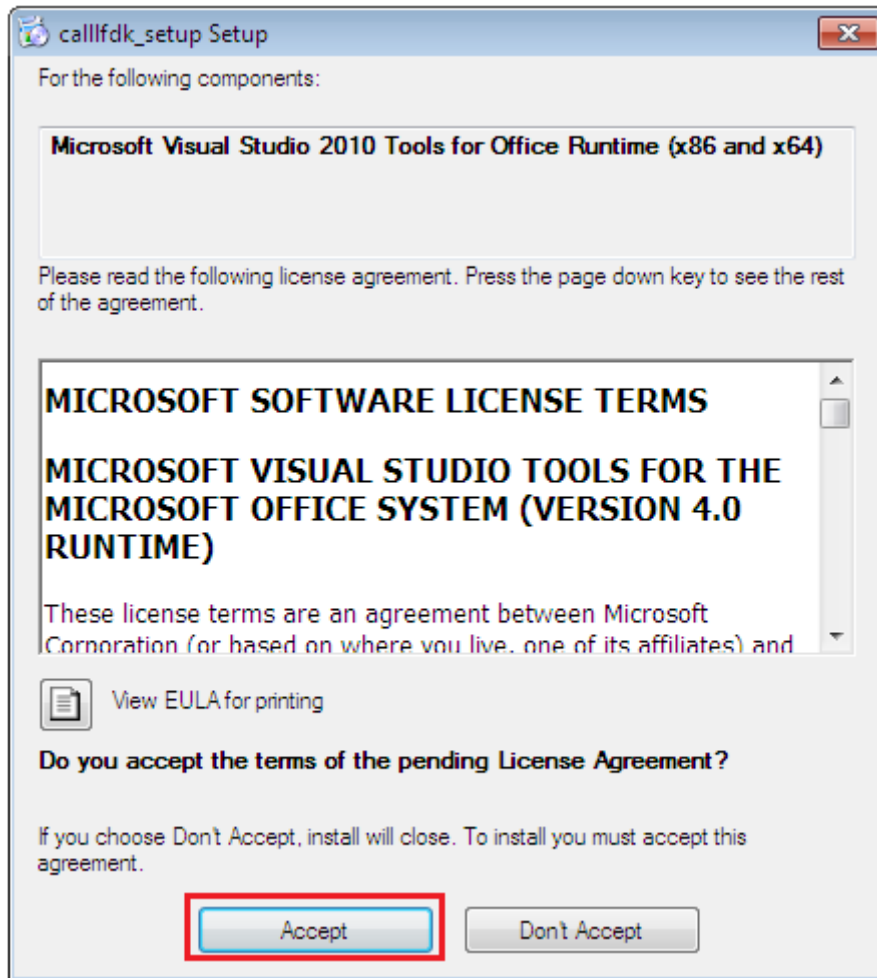 calllfdk_setup Setup
For the following components:
Microsoft Visual Studio 2010 Tools for Office Runtime (x86 and x64)
Please read the following license agreement. Press the page down key to see the rest
of the agreement.
MICROSOFT SOFTWARE LICENSE TERMS
MICROSOFT VISUAL STUDIO TOOLS FOR THE
MICROSOFT OFFICE SYSTEM (VERSION 4.0
RUNTIME)
These license terms are an agreement between Microsoft
Corporation (or based on where you live, one of its affiliates) and
View EULA for printing
Do you accept the terms of the pending License Agreement?
If you choose Don't Accept, install will close. To install you must accept this
agreement.
Accept
Don't Accept